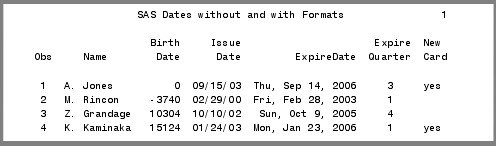 SAS Dates without and with Formats 1
Birth Issue Expire New
Obs Name Date Date ExpireDate Quarter Card
1 A. Jones 0 09/15/03 Thu, Sep 14, 2006 3 yes
2 M. Rincon -3740 02/29/00 Fri, Feb 28, 2003 1
3 Z. Grandage 10304 10/10/02 Sun, Oct 9, 2005 4
4 K. Kaminaka 15124 01/24/03 Mon, Jan 23, 2006 1 yes